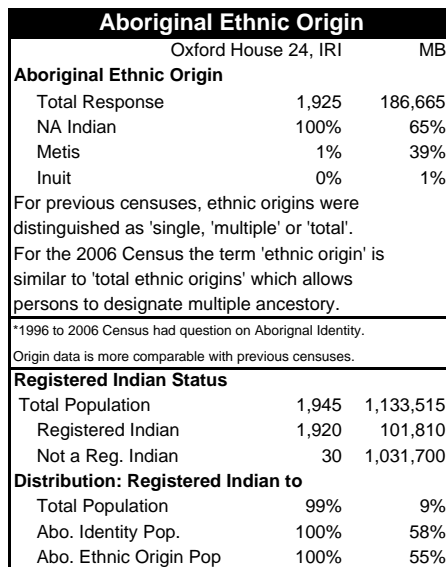 Aboriginal Ethnic Origin
Oxford House 24, IRI MB
Aboriginal Ethnic Origin
Total Response 1,925 186,665
NA Indian 100% 65%
Metis 1% 39%
Inuit 0% 1%
For previous censuses, ethnic origins were
distinguished as 'single, 'multiple' or 'total'.
For the 2006 Census the term 'ethnic origin' is
similar to 'total ethnic origins' which allows
persons to designate multiple ancestory.
*1996 to 2006 Census had question on Aborignal Identity.
Origin data is more comparable with previous censuses.
Registered Indian Status
Total Population 1,945 1,133,515
Registered Indian 1,920 101,810
Not a Reg. Indian 30 1,031,700
Distribution: Registered Indian to
Total Population 99% 9%
Abo. Identity Pop. 100% 58%
Abo. Ethnic Origin Pop 100% 55%